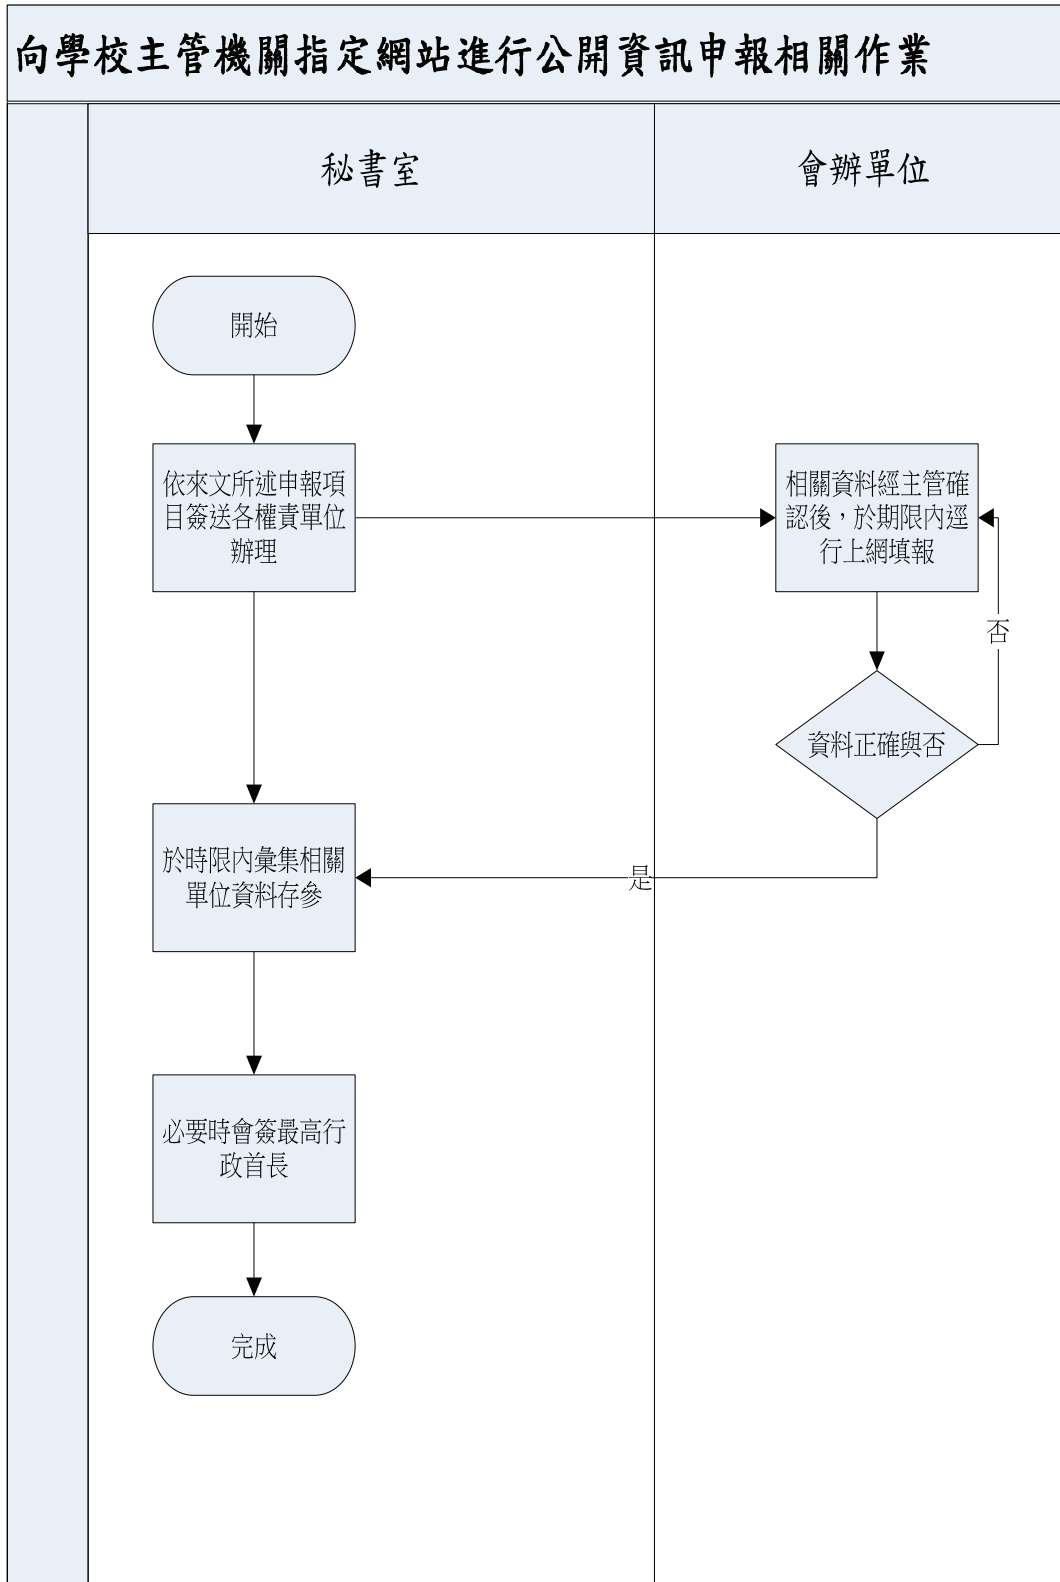 向學校主管機關指定網站進行公開資訊申報相關作業
秘書室
會辦單位
開始
依來文所述申報項
目簽送各權責單位
辦理
相關資料經主管確
認後，於期限內逕
行上網填報
否
資料正確與否
於時限內彙集相關
單位資料存參
是
必要時會簽最高行
政首長
完成